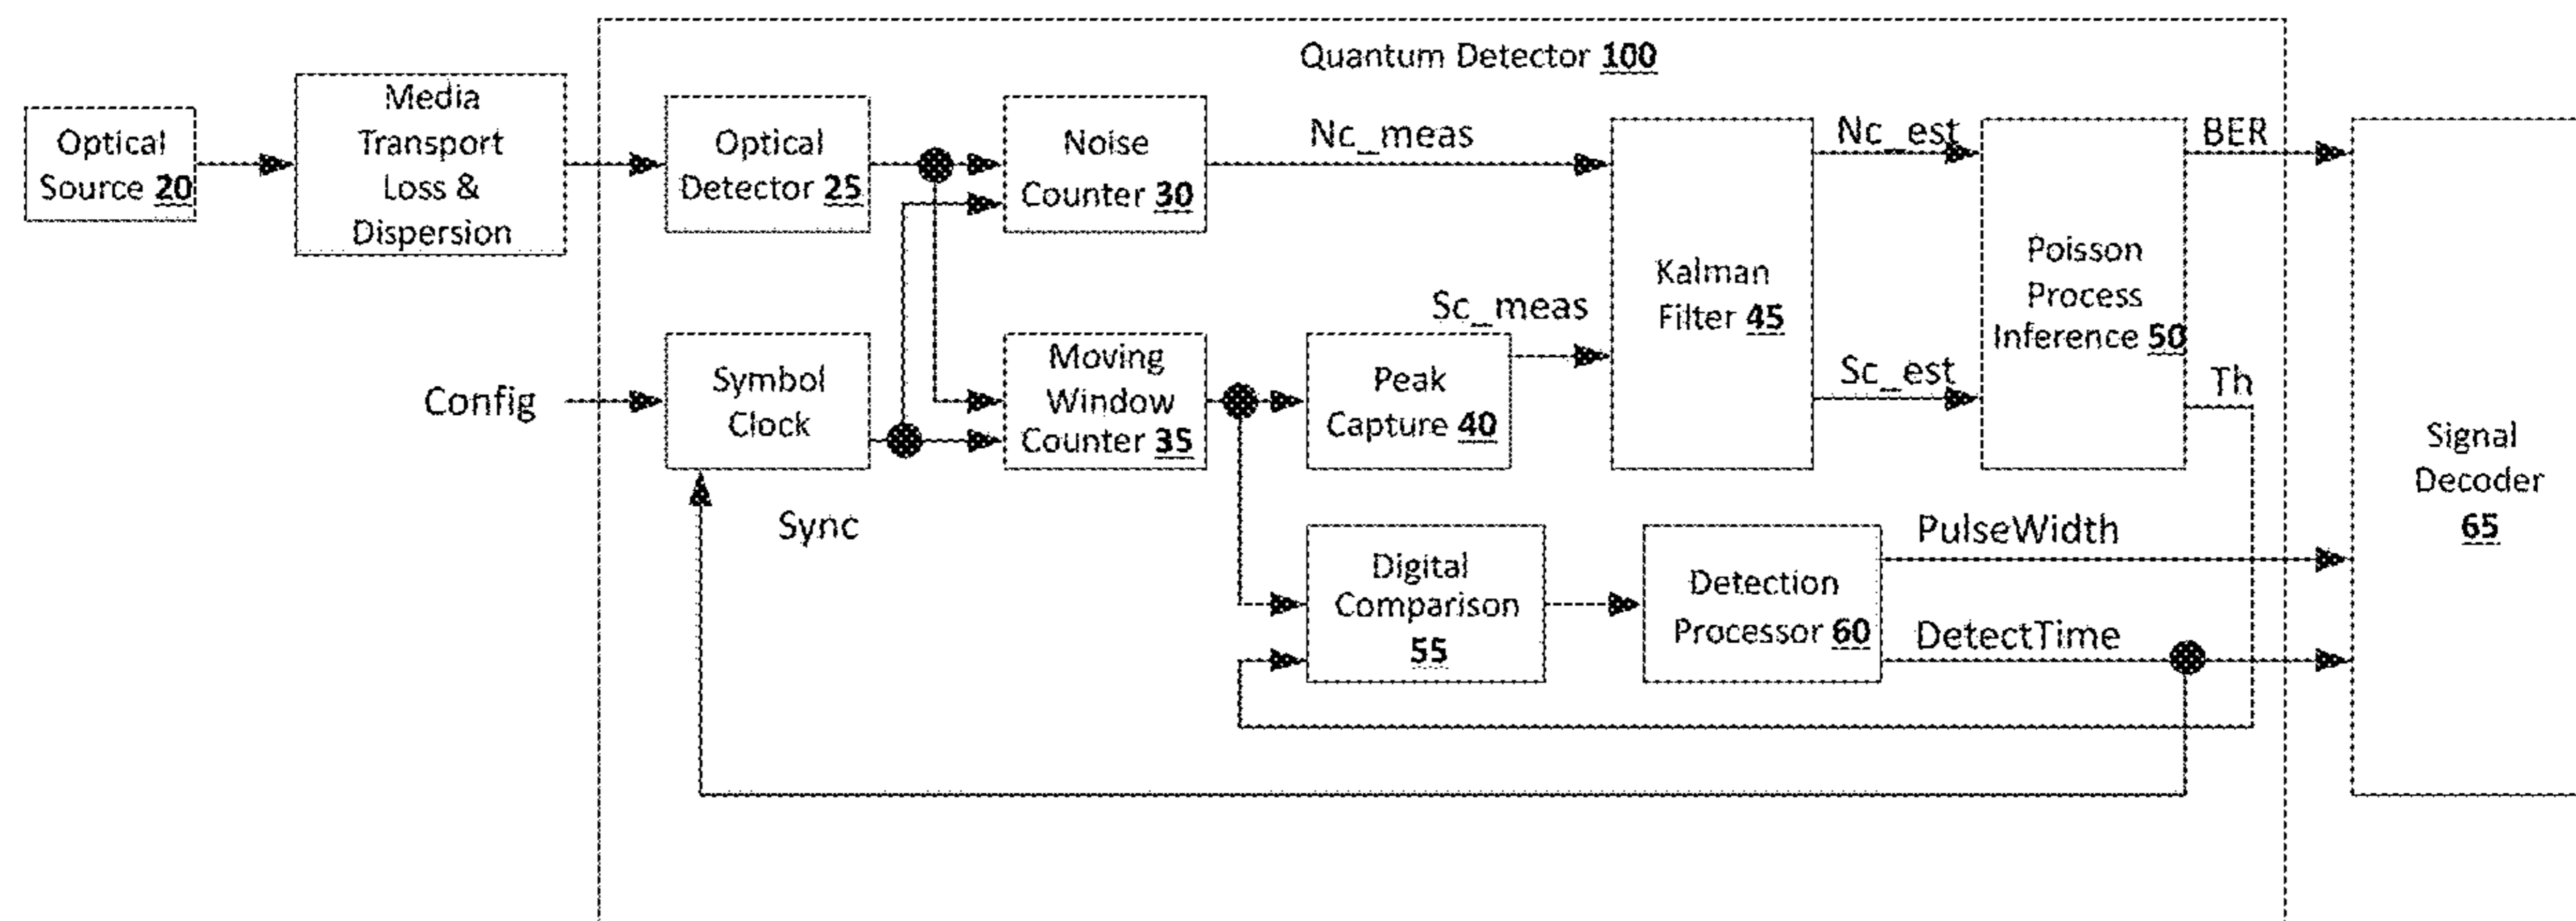 Quantum Detector 100
Optical
Source 20
Media
Transport
Loss &
Dispersion
Optical
Detector 25
Noise
Counter 30
Nc_meas
Kalman
Filter 45
Nc_est
Poisson
Process
Inference 50
BER
Config
Symbol
Clock
Moving
Window
Counter 35
Peak
Capture 40
Sc_meas
Sc_est
Th
Signal
Decoder
65
Sync
Digital
Comparison
55
Detection
Processor 60
PulseWidth
DetectTime